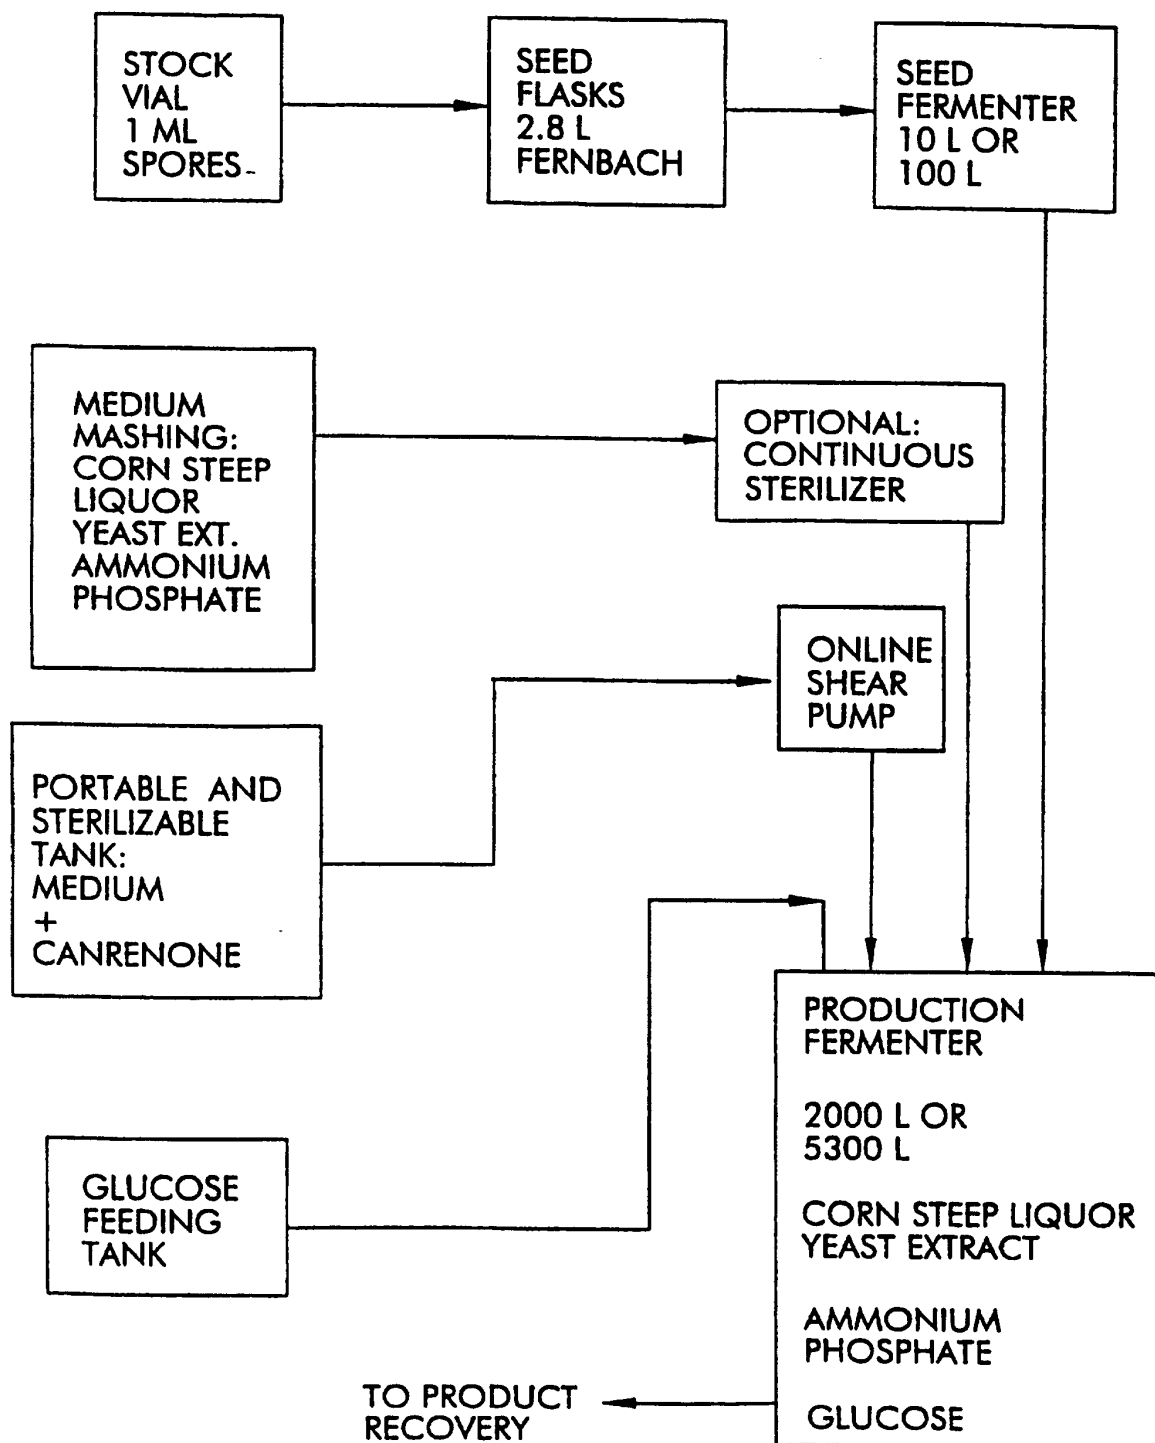 STOCK
VIAL
1 ML
SPORES
SEED
FLASKS
2.8 L
FERNBACH
SEED
FERMENTER
10 L OR
100 L
MEDIUM
MASHING:
CORN STEEP
LIQUOR
YEAST EXT.
AMMONIUM
PHOSPHATE
OPTIONAL:
CONTINUOUS
STERILIZER
ONLINE
SHEAR
PUMP
PORTABLE AND
STERILIZABLE
TANK:
MEDIUM
+
CANRENONE
GLUCOSE
FEEDING
TANK
PRODUCTION
FERMENTER
2000 L OR
5300 L
CORN STEEP LIQUOR
YEAST EXTRACT
AMMONIUM
PHOSPHATE
GLUCOSE
TO PRODUCT
RECOVERY